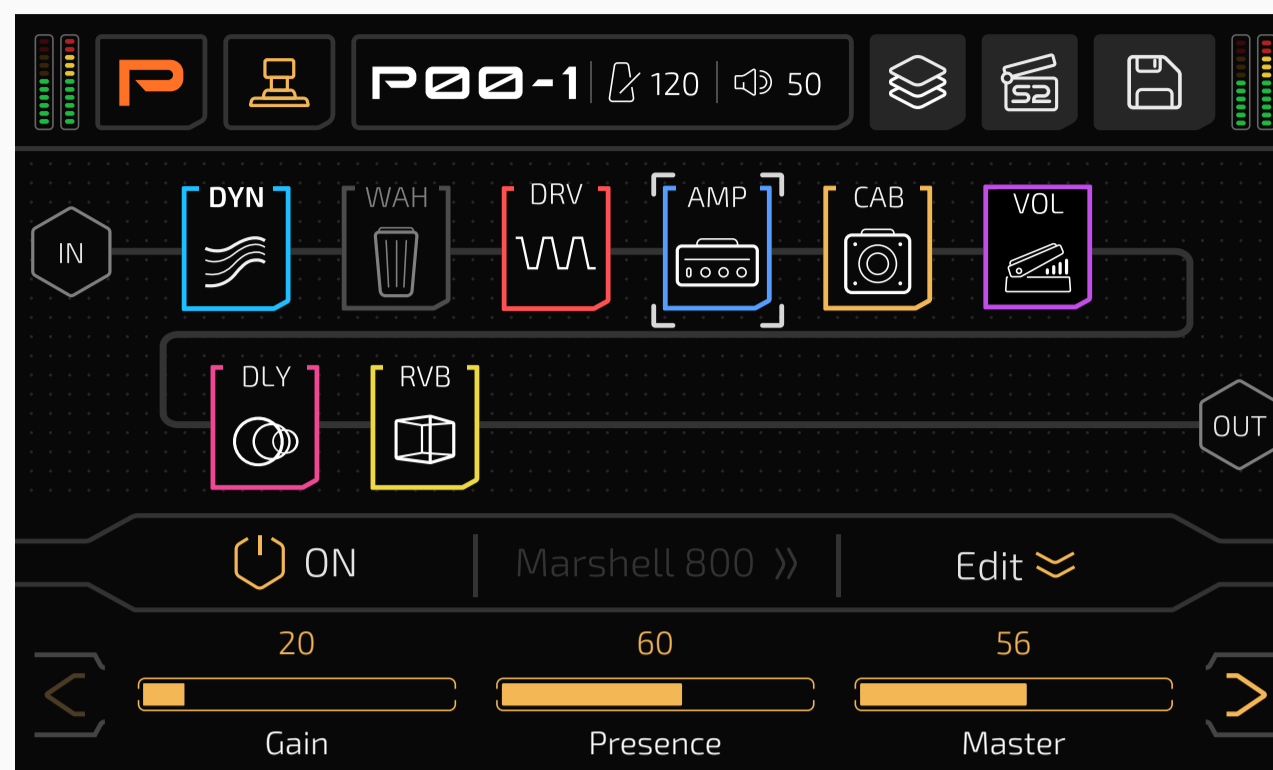 P00-1 120 50 S2
DYN WAH DRV AMP CAB VOL
IN
DLY RVB
OUT
ON Marshell 800 Edit
20 60 56
Gain Presence Master